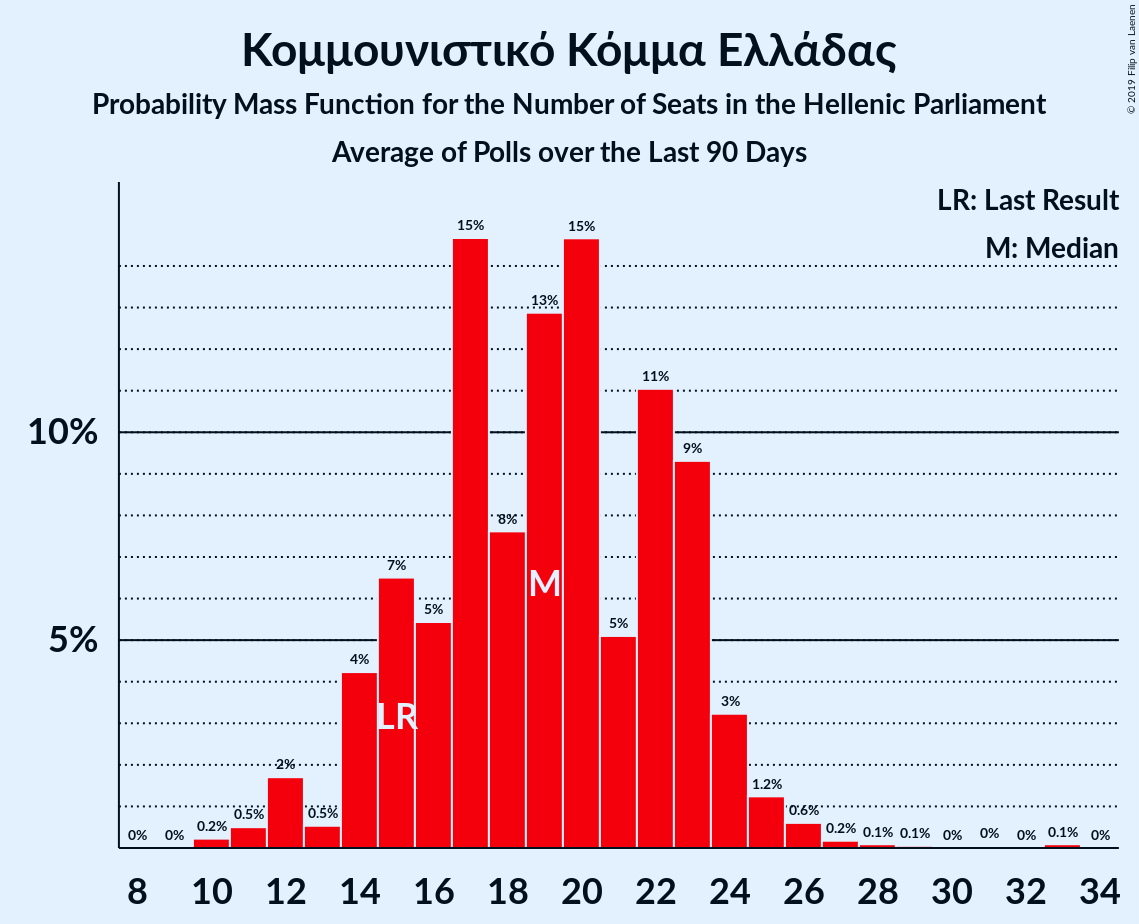 Κομμουνιστικό Κόμμα Ελλάδας
Probability Mass Function for the Number of Seats in the Hellenic Parliament
Average of Polls over the Last 90 Days
© 2019 Filip van Laenen
LR: Last Result
M: Median
10%
5%
0% 0% 0.2% 0.5% 2% 0.5% 4% 7% 5% 15% 8% 13% 15% 5% 11% 9% 3% 1.2% 0.6% 0.2% 0.1% 0.1% 0% 0% 0% 0.1% 0%
LR
M
8 10 12 14 16 18 20 22 24 26 28 30 32 34